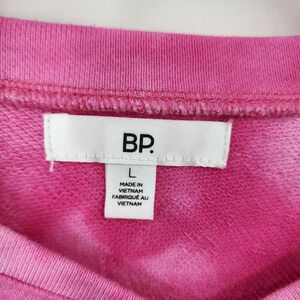 BP.
L
MADE IN
VIETNAM
FABRIQUÉ AU
VIETNAM